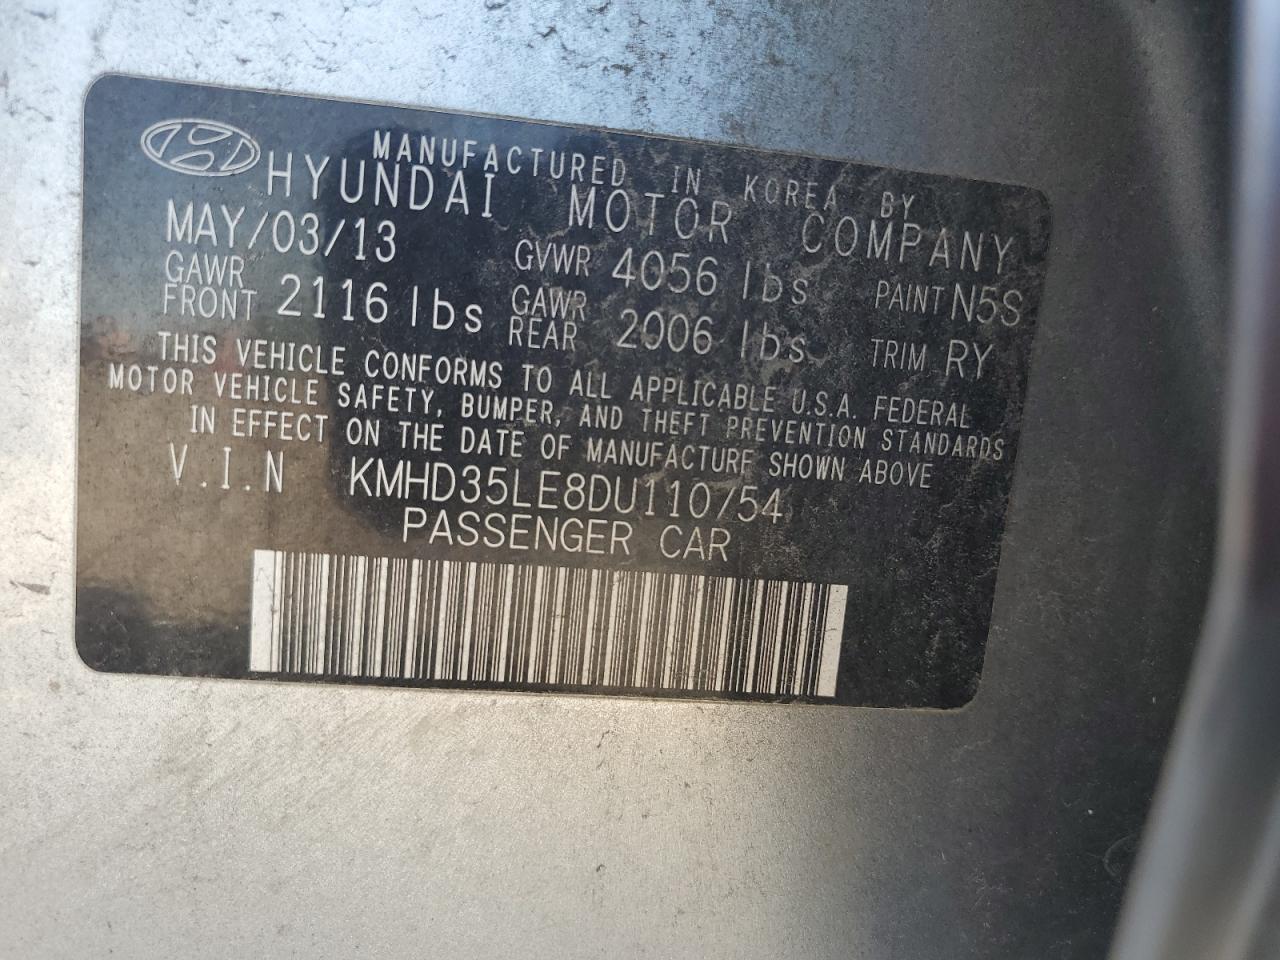 MANUFACTURED IN KOREA BY
HYUNDAI MOTOR COMPANY
MAY/03/13 GVWR 4056 lbs PAINT N5S
GAWR FRONT 2116 lbs GAWR REAR 2006 lbs TRIM RY
THIS VEHICLE CONFORMS TO ALL APPLICABLE U.S.A. FEDERAL
MOTOR VEHICLE SAFETY, BUMPER, AND THEFT PREVENTION STANDARDS
IN EFFECT ON THE DATE OF MANUFACTURE SHOWN ABOVE
V.I.N KMHD35LE8DU110754
PASSENGER CAR